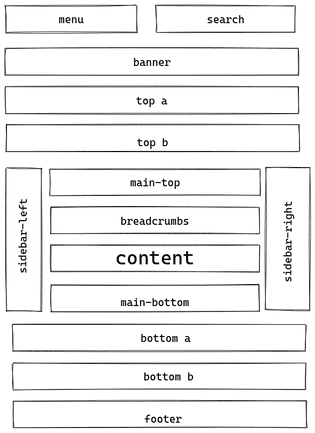 menu
search
banner
top a
top b
sidebar-left
main-top
breadcrumbs
content
main-bottom
sidebar-right
bottom a
bottom b
footer